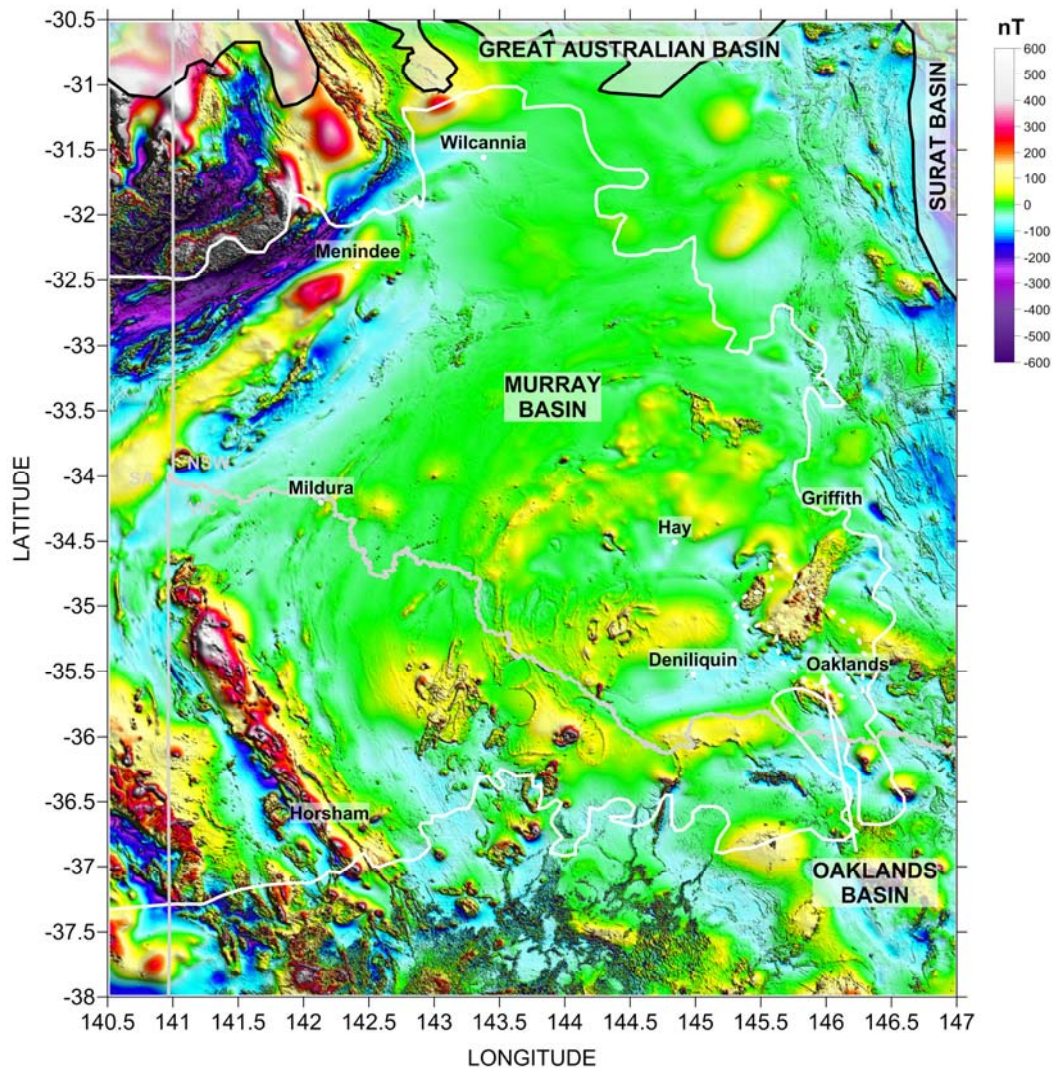 GREAT AUSTRALIAN BASIN
SURAT BASIN
Wilcannia
Menindee
MURRAY
BASIN
SA
NSW
VIC
Mildura
Griffith
Hay
Deniliquin
Oaklands
Horsham
OAKLANDS
BASIN
nT
600
500
400
300
200
100
0
-100
-200
-300
-400
-500
-600
LATITUDE
-30.5
-31
-31.5
-32
-32.5
-33
-33.5
-34
-34.5
-35
-35.5
-36
-36.5
-37
-37.5
-38
140.5 141 141.5 142 142.5 143 143.5 144 144.5 145 145.5 146 146.5 147
LONGITUDE